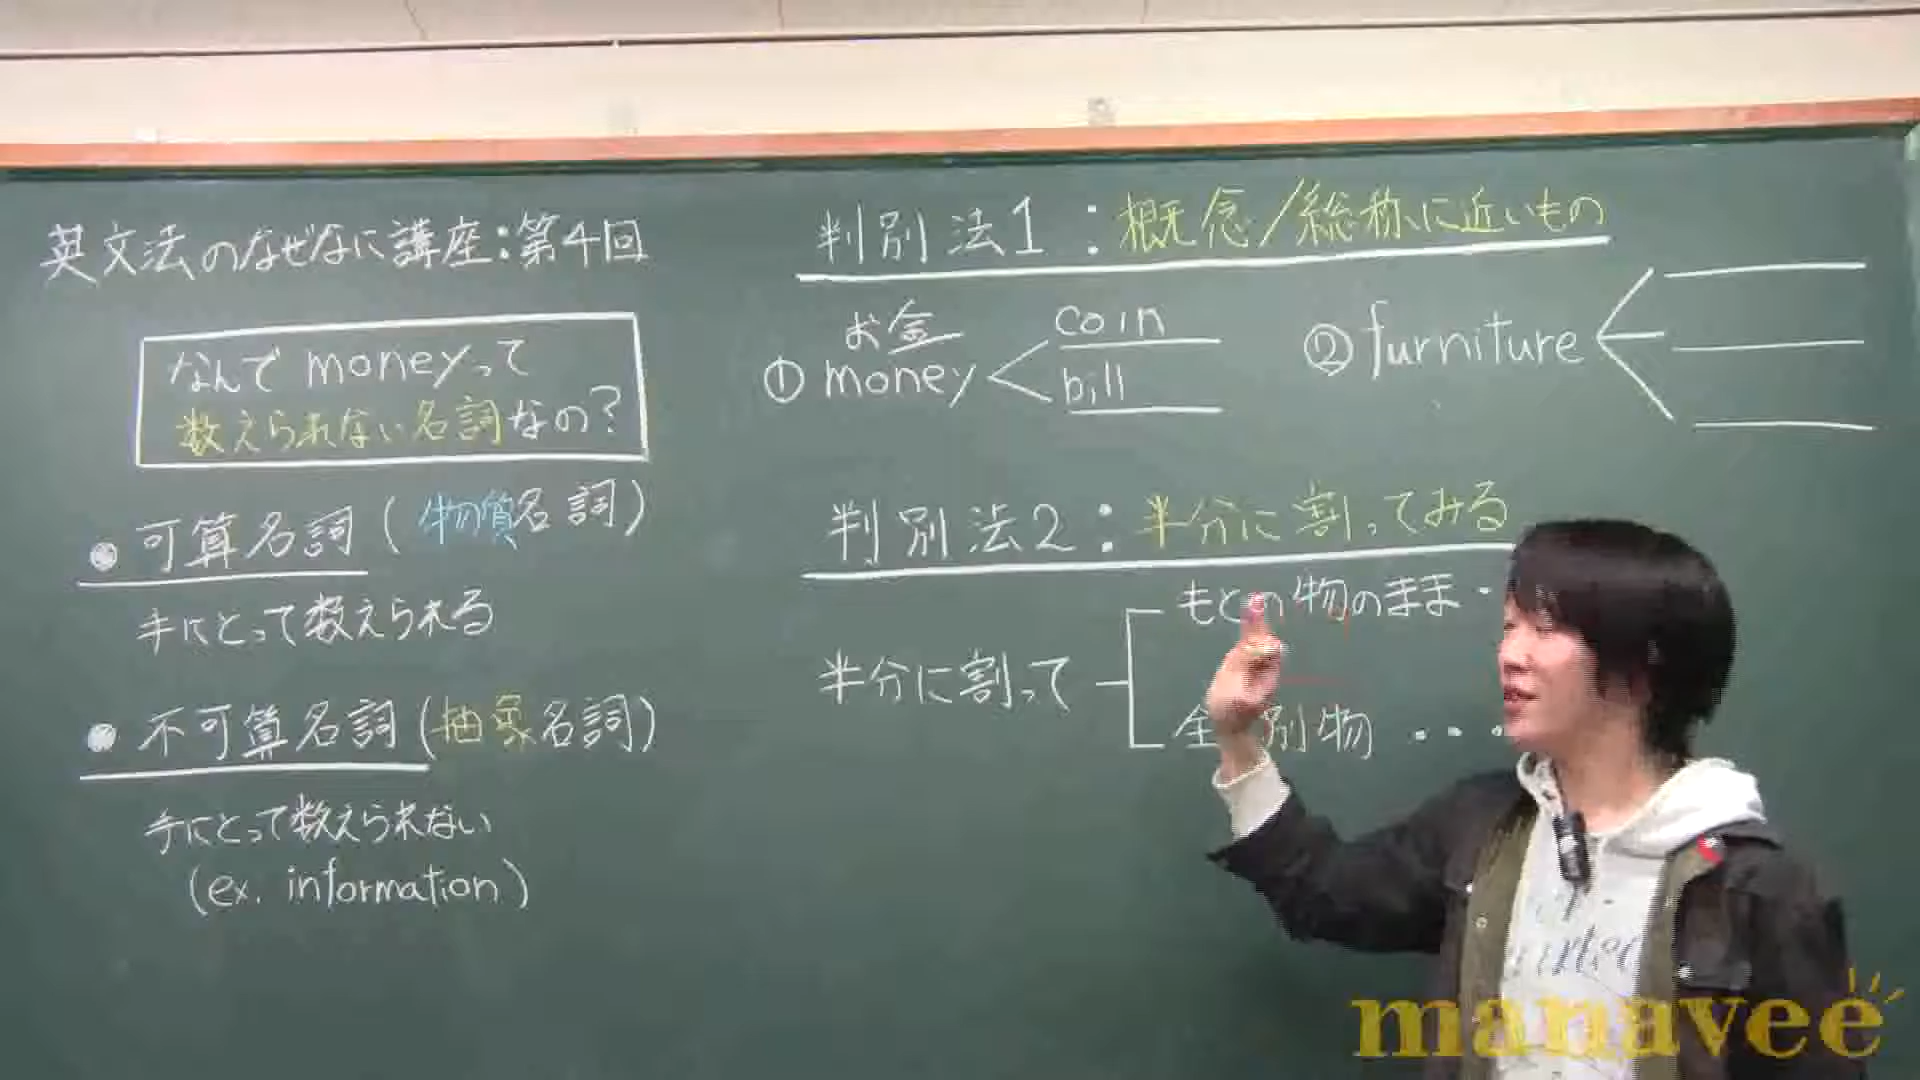 英文法のなぜなに講座:第4回
なんでmoneyって
数えられない名詞なの?
● 可算名詞(物質名詞)
手にとって数えられる
● 不可算名詞(抽象名詞)
手にとって数えられない
(ex. information)
判別法1:概念/総称に近いもの
お金
① money
coin
bill
② furniture
判別法2:半分に割ってみる
半分に割って
もとの物のまま・
全 別物 ・・・
manavee